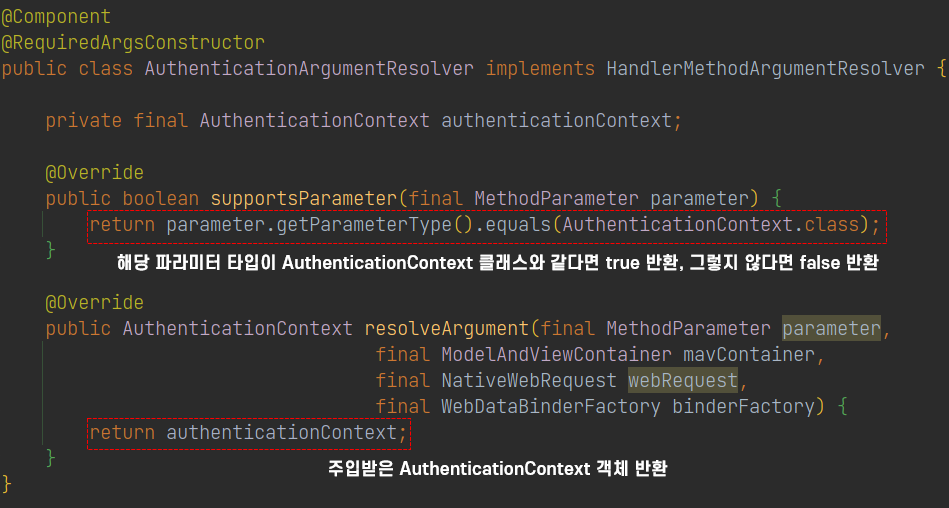 @Component
@RequiredArgsConstructor
public class AuthenticationArgumentResolver implements HandlerMethodArgumentResolver {
private final AuthenticationContext authenticationContext;
@Override
public boolean supportsParameter(final MethodParameter parameter) {
return parameter.getParameterType().equals(AuthenticationContext.class);
}
해당 파라미터 타입이 AuthenticationContext 클래스와 같다면 true 반환, 그렇지 않다면 false 반환
@Override
public AuthenticationContext resolveArgument(final MethodParameter parameter,
final ModelAndViewContainer mavContainer,
final NativeWebRequest webRequest,
final WebDataBinderFactory binderFactory) {
return authenticationContext;
}
주입받은 AuthenticationContext 객체 반환
}